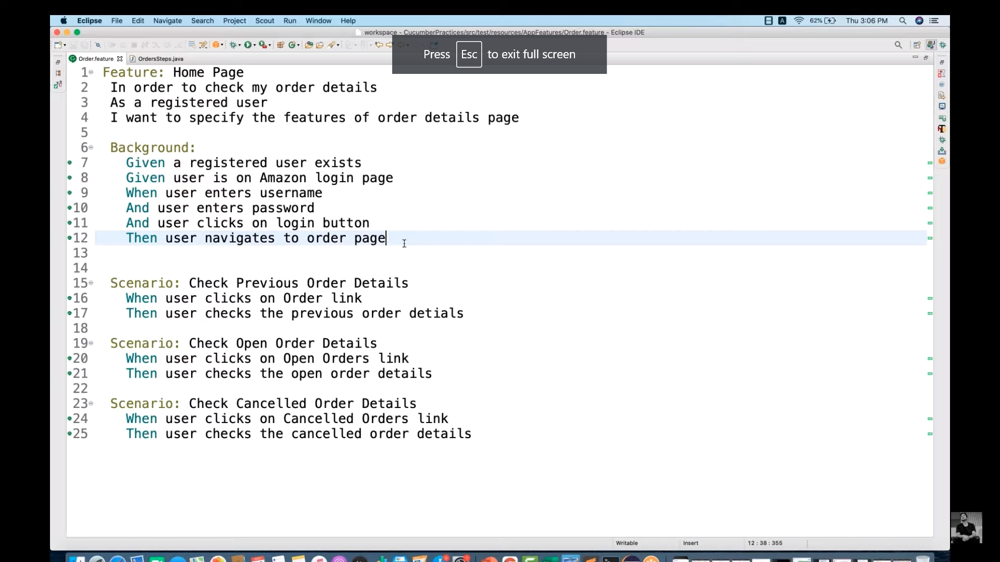 Eclipse File Edit Navigate Search Project Scout Run Window Help
A 62% Thu 3:06 PM
workspace - CucumberPractices/src/test/resources/AppFeatures/Order.feature - Eclipse IDE
Press Esc to exit full screen
Order.feature OrdersSteps.java
1 Feature: Home Page
2 In order to check my order details
3 As a registered user
4 I want to specify the features of order details page
5
6 Background:
7 Given a registered user exists
8 Given user is on Amazon login page
9 When user enters username
10 And user enters password
11 And user clicks on login button
12 Then user navigates to order page
13
14
15 Scenario: Check Previous Order Details
16 When user clicks on Order link
17 Then user checks the previous order detials
18
19 Scenario: Check Open Order Details
20 When user clicks on Open Orders link
21 Then user checks the open order details
22
23 Scenario: Check Cancelled Order Details
24 When user clicks on Cancelled Orders link
25 Then user checks the cancelled order details
Writable Insert 12 : 38 : 355